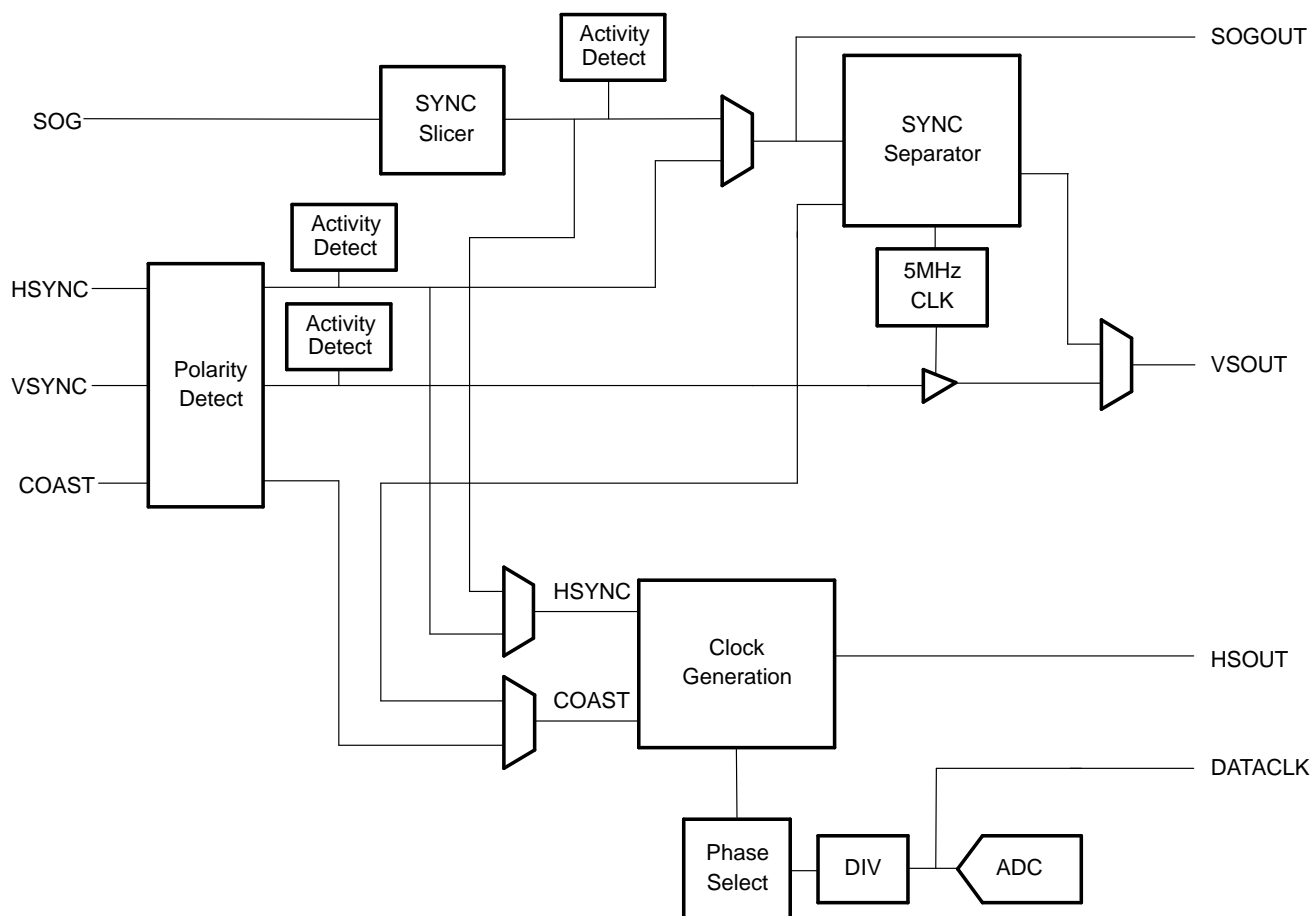 Activity
Detect
SOGOUT
SYNC
Slicer
SOG
SYNC
Separator
Activity
Detect
HSYNC
5MHz
CLK
Activity
Detect
Polarity
Detect
VSYNC
VSOUT
COAST
HSYNC
Clock
Generation
HSOUT
COAST
DATACLK
Phase
Select
DIV
ADC